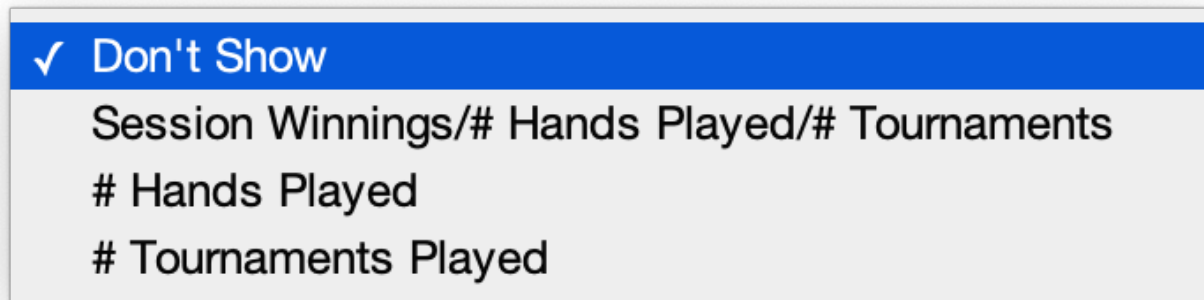 ✓ Don't Show
Session Winnings/# Hands Played/# Tournaments
# Hands Played
# Tournaments Played